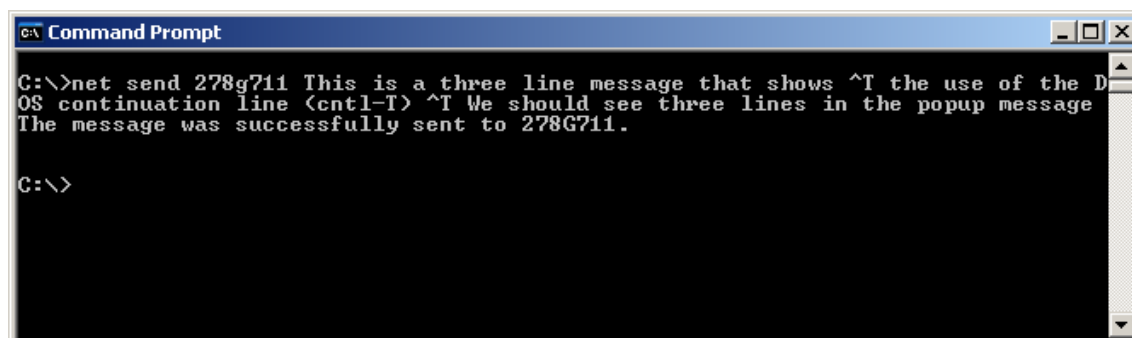 Command Prompt
C:\>net send 278g711 This is a three line message that shows ^T the use of the D
OS continuation line (cntl-T) ^T We should see three lines in the popup message
The message was successfully sent to 278G711.
C:\>